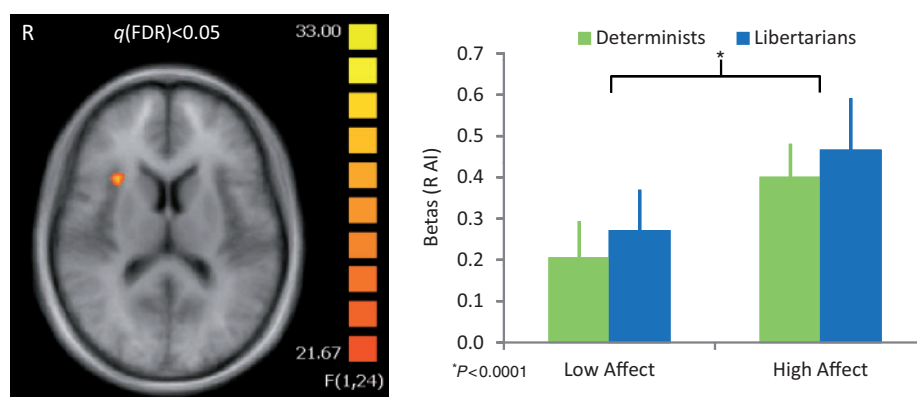 R
q(FDR)<0.05
33.00
21.67
F(1,24)
Determinists
Libertarians
*
0.7
0.6
0.5
0.4
0.3
0.2
0.1
0.0
Betas (R AI)
Low Affect
High Affect
*P<0.0001